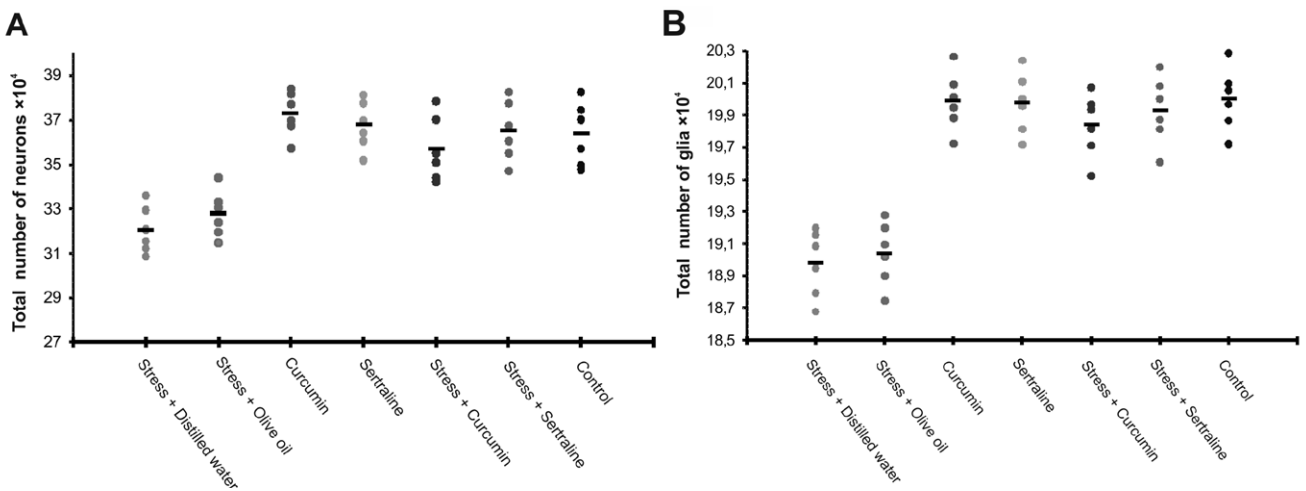 A
Total number of neurons ×10⁴
39
37
35
33
31
29
27
Stress + Distilled water
Stress + Olive oil
Curcumin
Sertraline
Stress + Curcumin
Stress + Sertraline
Control
B
Total number of glia ×10⁴
20,3
20,1
19,9
19,7
19,5
19,3
19,1
18,9
18,7
18,5
Stress + Distilled water
Stress + Olive oil
Curcumin
Sertraline
Stress + Curcumin
Stress + Sertraline
Control